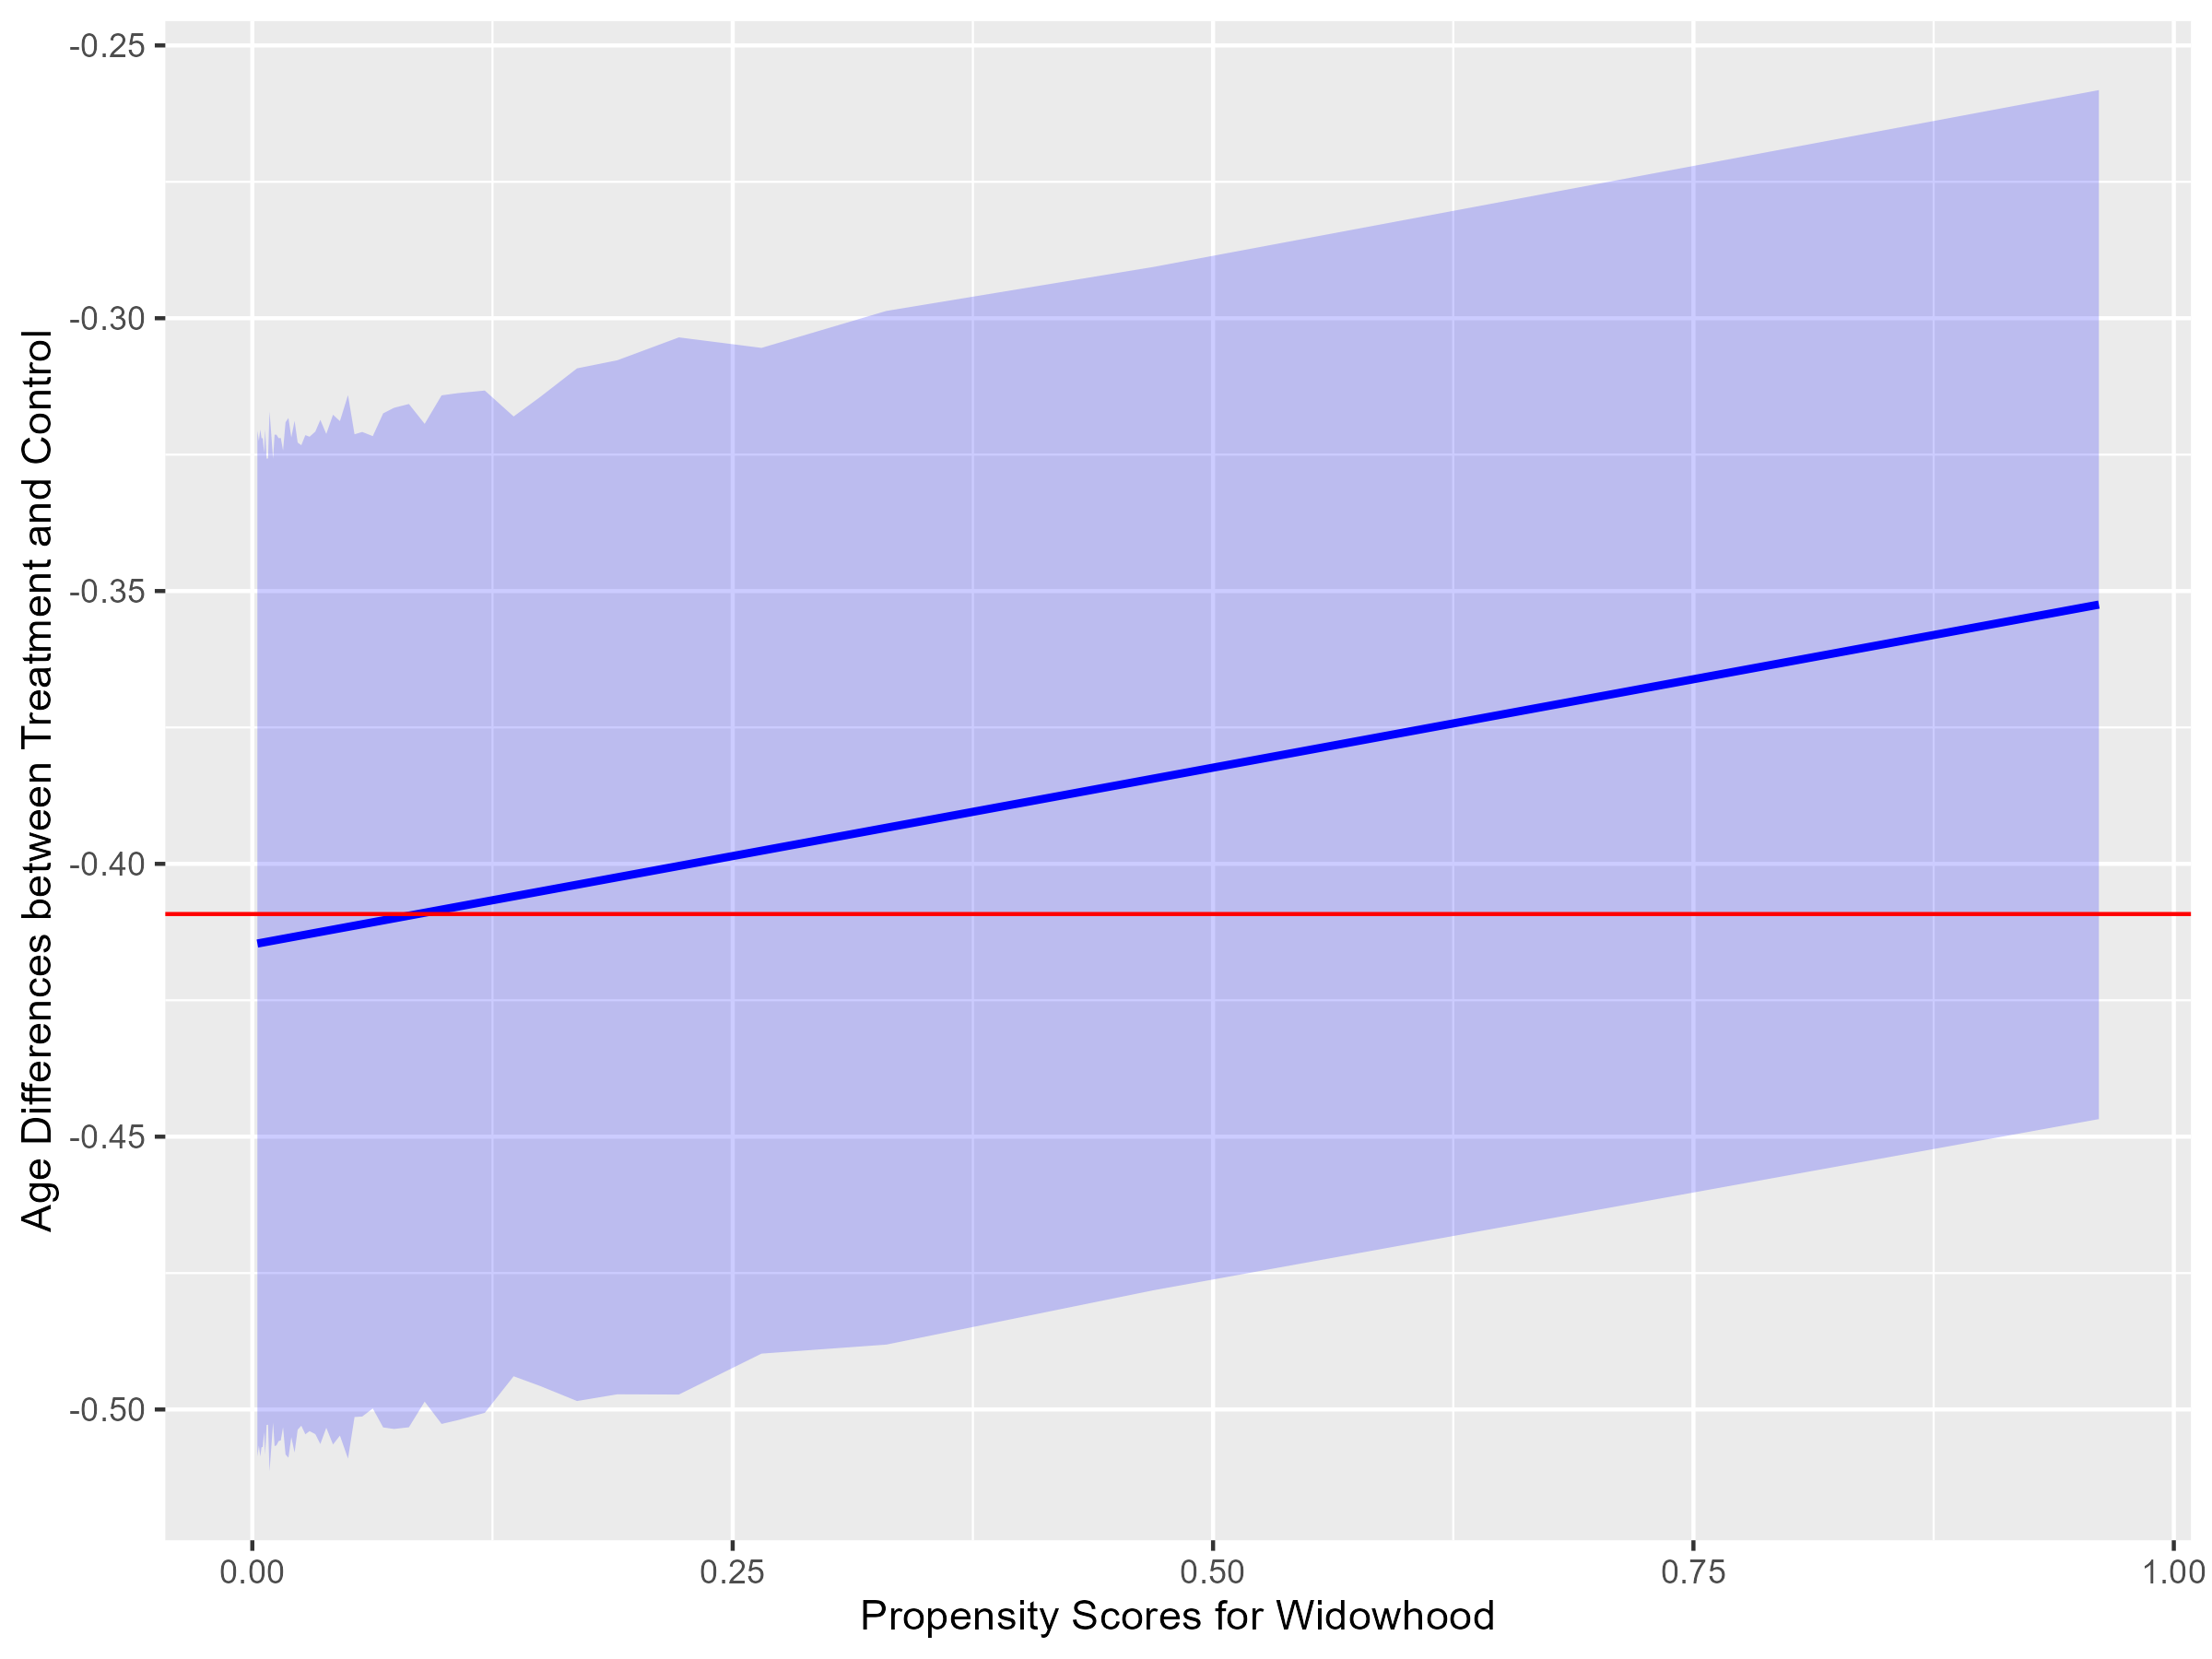 Age Differences between Treatment and Control
-0.25
-0.30
-0.35
-0.40
-0.45
-0.50
0.00 0.25 0.50 0.75 1.00
Propensity Scores for Widowhood